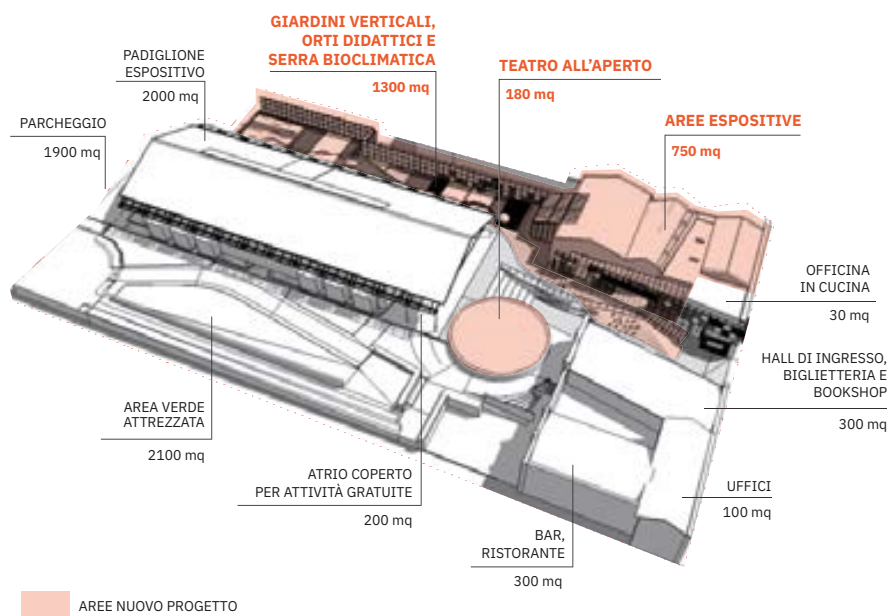 GIARDINI VERTICALI,
ORTI DIDATTICI E
SERRA BIOCLIMATICA
1300 mq
PADIGLIONE
ESPOSITIVO
2000 mq
TEATRO ALL'APERTO
180 mq
PARCHEGGIO
1900 mq
AREE ESPOSITIVE
750 mq
OFFICINA
IN CUCINA
30 mq
HALL DI INGRESSO,
BIGLIETTERIA E
BOOKSHOP
300 mq
AREA VERDE
ATTREZZATA
2100 mq
ATRIO COPERTO
PER ATTIVITÀ GRATUITE
200 mq
UFFICI
100 mq
BAR,
RISTORANTE
300 mq
AREE NUOVO PROGETTO